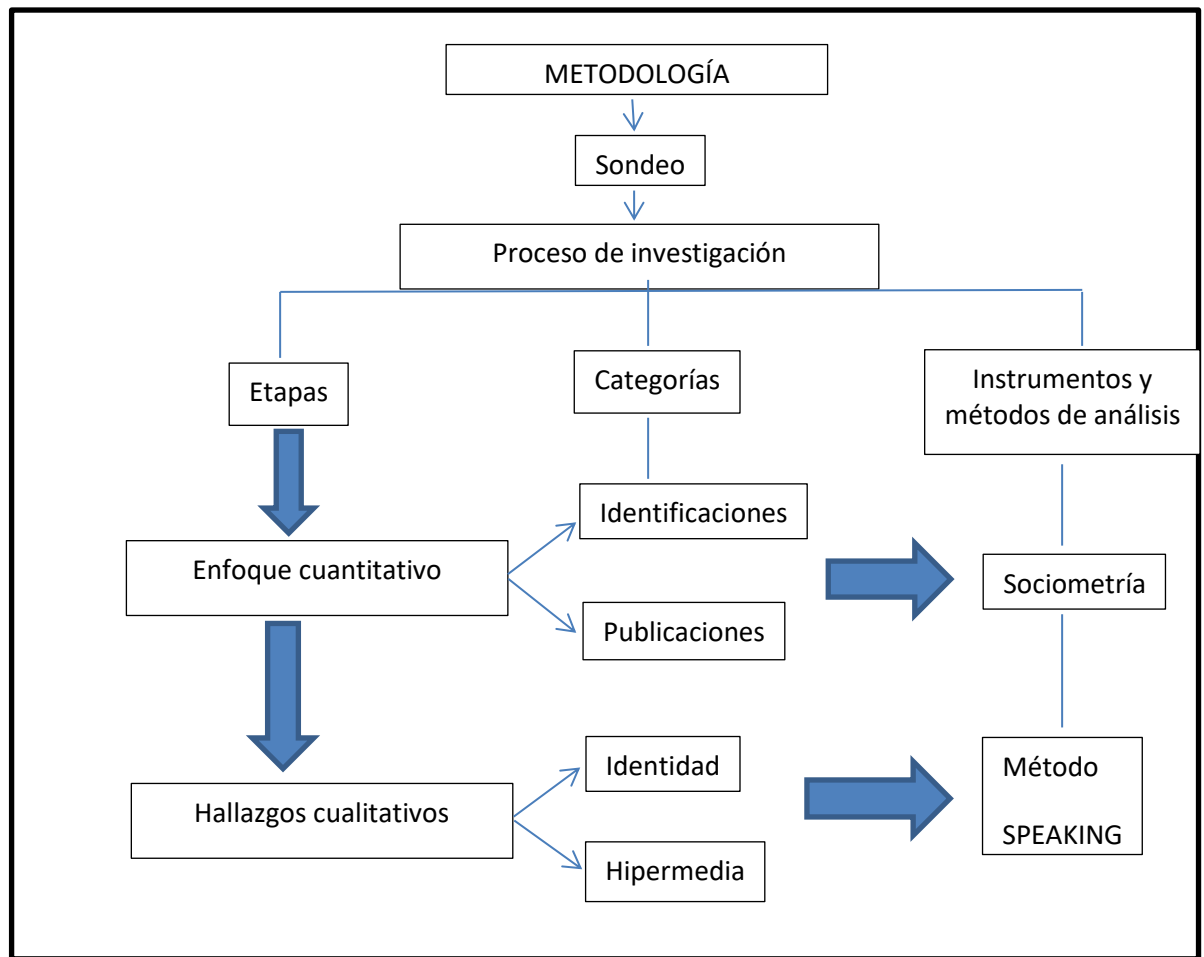 METODOLOGÍA
Sondeo
Proceso de investigación
Etapas
Categorías
Instrumentos y
métodos de análisis
Identificaciones
Enfoque cuantitativo
Sociometría
Publicaciones
Identidad
Hallazgos cualitativos
Método
SPEAKING
Hipermedia